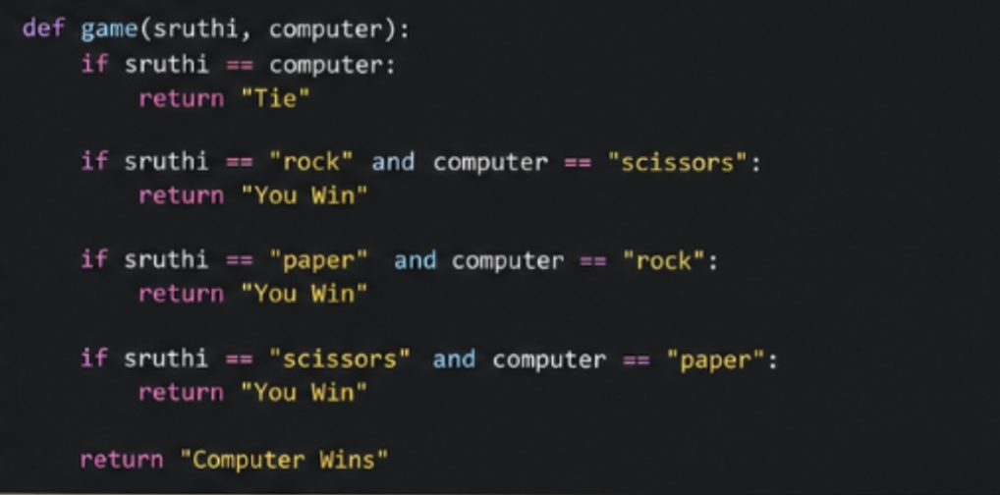 def game(sruthi, computer):
    if sruthi == computer:
        return "Tie"

    if sruthi == "rock" and computer == "scissors":
        return "You Win"

    if sruthi == "paper" and computer == "rock":
        return "You Win"

    if sruthi == "scissors" and computer == "paper":
        return "You Win"

    return "Computer Wins"